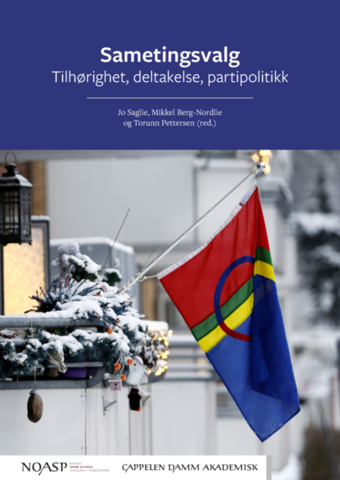 Sametingsvalg
Tilhørighet, deltakelse, partipolitikk
Jo Saglie, Mikkel Berg-Nordlie
og Torunn Pettersen (red.)
NOASP
CAPPELEN DAMM AKADEMISK